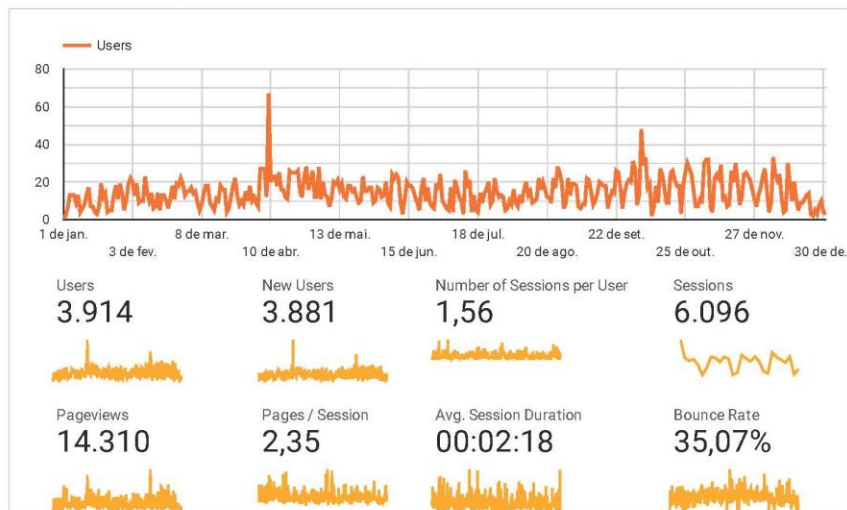 Users
80
60
40
20
0
1 de jan.
3 de fev.
8 de mar.
10 de abr.
13 de mai.
15 de jun.
18 de jul.
20 de ago.
22 de set.
25 de out.
27 de nov.
30 de de.
Users
3.914
New Users
3.881
Number of Sessions per User
1,56
Sessions
6.096
Pageviews
14.310
Pages / Session
2,35
Avg. Session Duration
00:02:18
Bounce Rate
35,07%